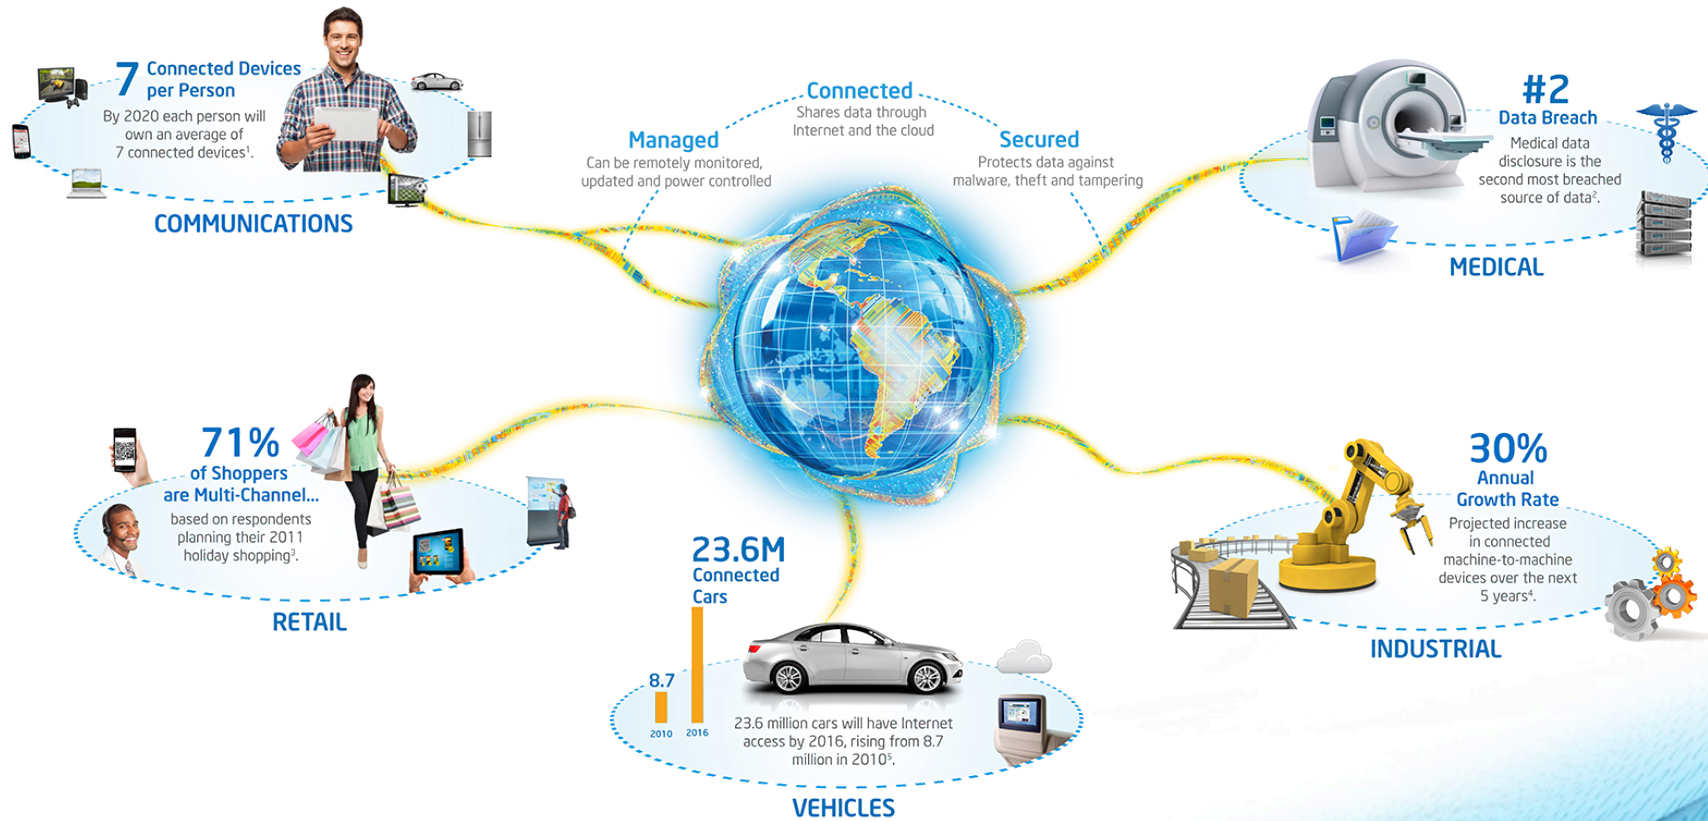 7 Connected Devices
per Person
By 2020 each person will
own an average of
7 connected devices¹.
COMMUNICATIONS
Managed
Can be remotely monitored,
updated and power controlled
Connected
Shares data through
Internet and the cloud
Secured
Protects data against
malware, theft and tampering
#2
Data Breach
Medical data
disclosure is the
second most breached
source of data².
MEDICAL
71%
of Shoppers
are Multi-Channel...
based on respondents
planning their 2011
holiday shopping³.
RETAIL
23.6M
Connected
Cars
8.7
2010
2016
23.6 million cars will have Internet
access by 2016, rising from 8.7
million in 2010⁵.
VEHICLES
30%
Annual
Growth Rate
Projected increase
in connected
machine-to-machine
devices over the next
5 years⁴.
INDUSTRIAL